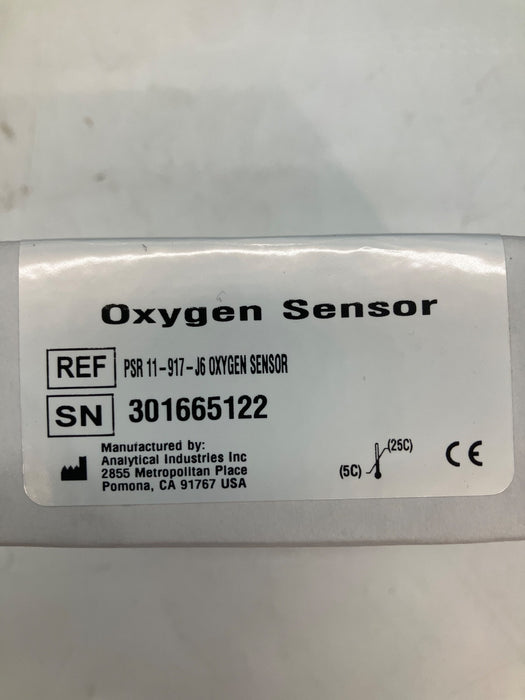 Oxygen Sensor
REF PSR 11-917-J6 OXYGEN SENSOR
SN 301665122
Manufactured by:
Analytical Industries Inc
2855 Metropolitan Place
Pomona, CA 91767 USA
(5C) (25C)
CE